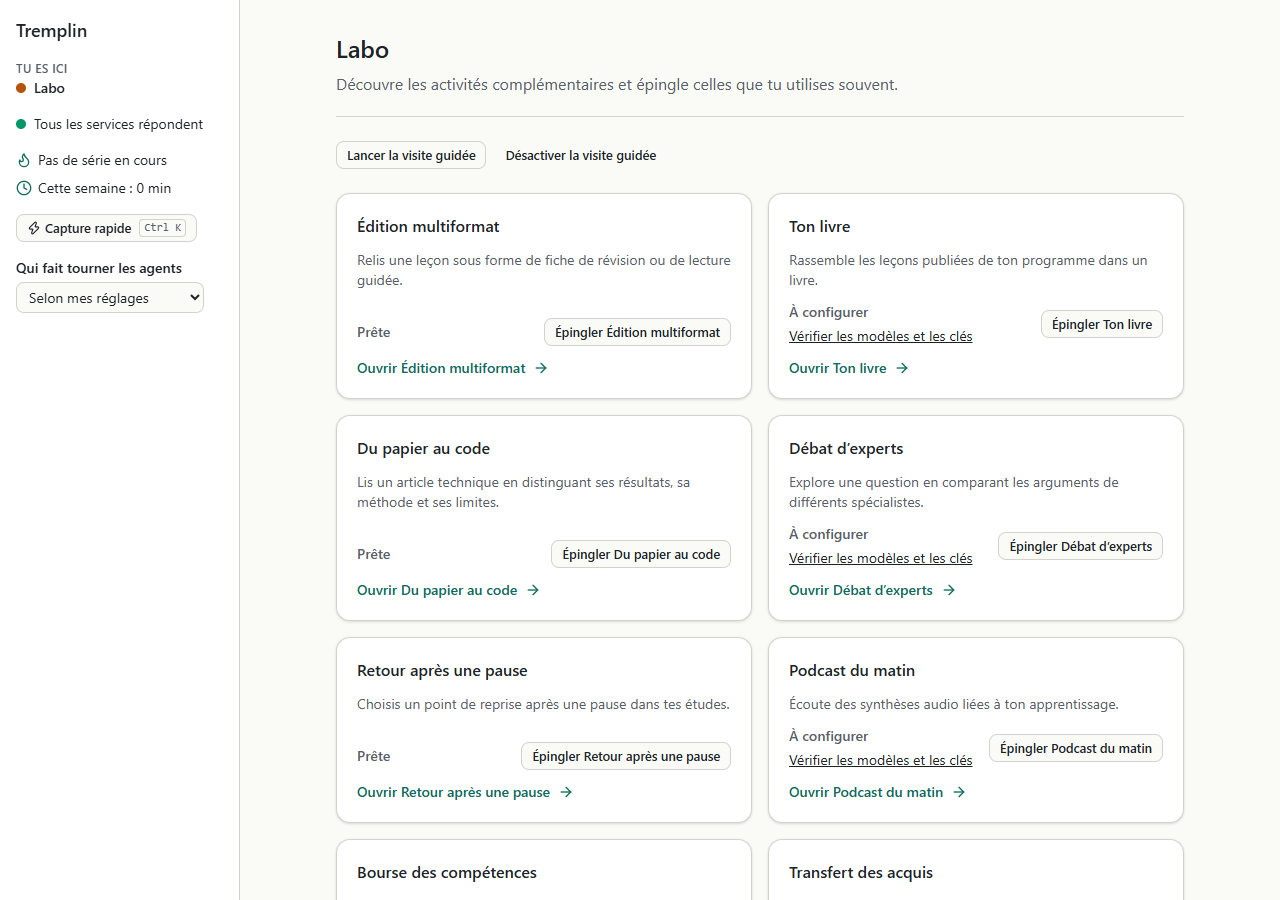 Tremplin
TU ES ICI
Labo
Tous les services répondent
Pas de série en cours
Cette semaine : 0 min
Capture rapide Ctrl K
Qui fait tourner les agents
Selon mes réglages
Labo
Découvre les activités complémentaires et épingle celles que tu utilises souvent.
Lancer la visite guidée
Désactiver la visite guidée
Édition multiformat
Relis une leçon sous forme de fiche de révision ou de lecture
guidée.
Prête
Épingler Édition multiformat
Ouvrir Édition multiformat
Ton livre
Rassemble les leçons publiées de ton programme dans un
livre.
À configurer
Vérifier les modèles et les clés
Épingler Ton livre
Ouvrir Ton livre
Du papier au code
Lis un article technique en distinguant ses résultats, sa
méthode et ses limites.
Prête
Épingler Du papier au code
Ouvrir Du papier au code
Débat d’experts
Explore une question en comparant les arguments de
différents spécialistes.
À configurer
Vérifier les modèles et les clés
Épingler Débat d’experts
Ouvrir Débat d’experts
Retour après une pause
Choisis un point de reprise après une pause dans tes études.
Prête
Épingler Retour après une pause
Ouvrir Retour après une pause
Podcast du matin
Écoute des synthèses audio liées à ton apprentissage.
À configurer
Vérifier les modèles et les clés
Épingler Podcast du matin
Ouvrir Podcast du matin
Bourse des compétences
Transfert des acquis